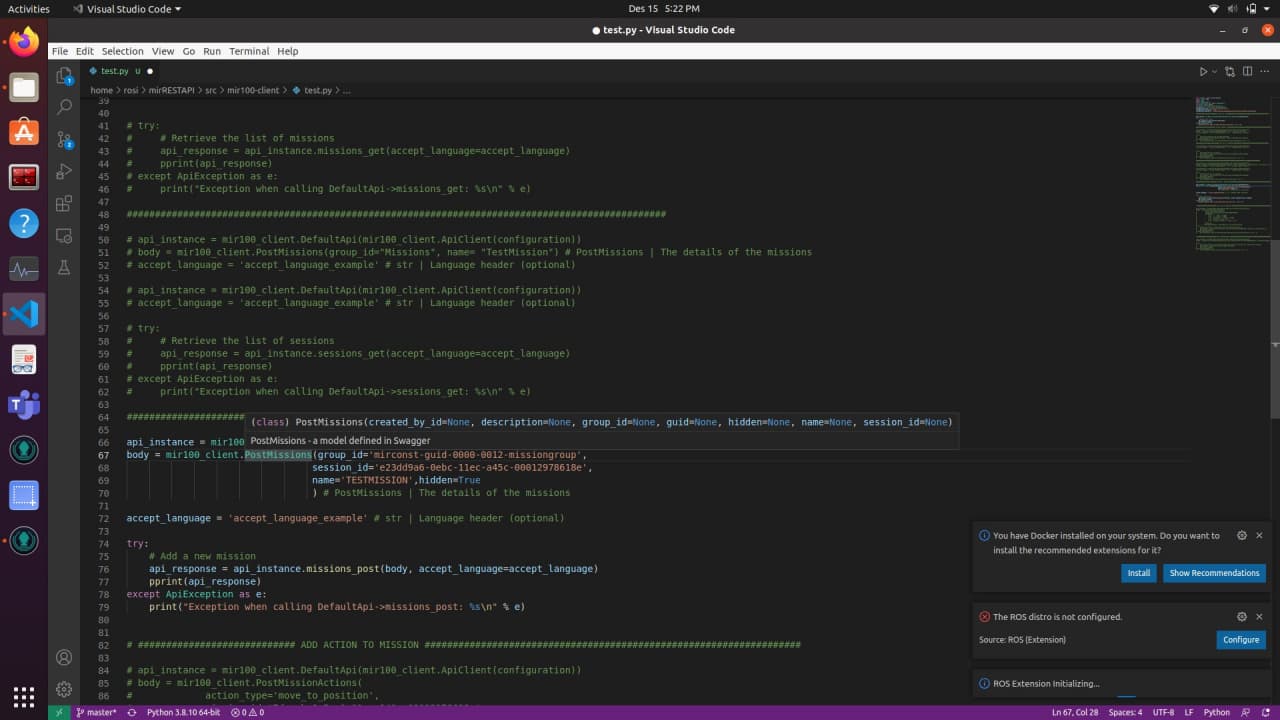 Activities
Visual Studio Code
Des 15 5:22 PM
● test.py - Visual Studio Code
File Edit Selection View Go Run Terminal Help
test.py U ●
home > rosi > mirRESTAPI > src > mir100-client > test.py > ...
39
40
41 # try:
42 #     # Retrieve the list of missions
43 #     api_response = api_instance.missions_get(accept_language=accept_language)
44 #     pprint(api_response)
45 # except ApiException as e:
46 #     print("Exception when calling DefaultApi->missions_get: %s\n" % e)
47
48 ################################################################################################
49
50 # api_instance = mir100_client.DefaultApi(mir100_client.ApiClient(configuration))
51 # body = mir100_client.PostMissions(group_id="Missions", name= "TestMission") # PostMissions | The details of the missions
52 # accept_language = 'accept_language_example' # str | Language header (optional)
53
54 # api_instance = mir100_client.DefaultApi(mir100_client.ApiClient(configuration))
55 # accept_language = 'accept_language_example' # str | Language header (optional)
56
57 # try:
58 #     # Retrieve the list of sessions
59 #     api_response = api_instance.sessions_get(accept_language=accept_language)
60 #     pprint(api_response)
61 # except ApiException as e:
62 #     print("Exception when calling DefaultApi->sessions_get: %s\n" % e)
63
64 #####################
(class) PostMissions(created_by_id=None, description=None, group_id=None, guid=None, hidden=None, name=None, session_id=None)
65
PostMissions - a model defined in Swagger
66 api_instance = mir100
67 body = mir100_client.PostMissions(group_id='mirconst-guid-0000-0012-missiongroup',
68 session_id='e23dd9a6-0ebc-11ec-a45c-00012978618e',
69 name='TESTMISSION',hidden=True
70 ) # PostMissions | The details of the missions
71
72 accept_language = 'accept_language_example' # str | Language header (optional)
73
74 try:
75     # Add a new mission
76     api_response = api_instance.missions_post(body, accept_language=accept_language)
77     pprint(api_response)
78 except ApiException as e:
79     print("Exception when calling DefaultApi->missions_post: %s\n" % e)
80
81
82 # ############################ ADD ACTION TO MISSION ###################################################################
83
84 # api_instance = mir100_client.DefaultApi(mir100_client.ApiClient(configuration))
85 # body = mir100_client.PostMissionActions(
86 #             action_type='move_to_position',
You have Docker installed on your system. Do you want to
install the recommended extensions for it?
Install
Show Recommendations
The ROS distro is not configured.
Source: ROS (Extension)
Configure
ROS Extension Initializing...
1
2
master*
Python 3.8.10 64-bit
0
0
Ln 67, Col 28
Spaces: 4
UTF-8
LF
Python